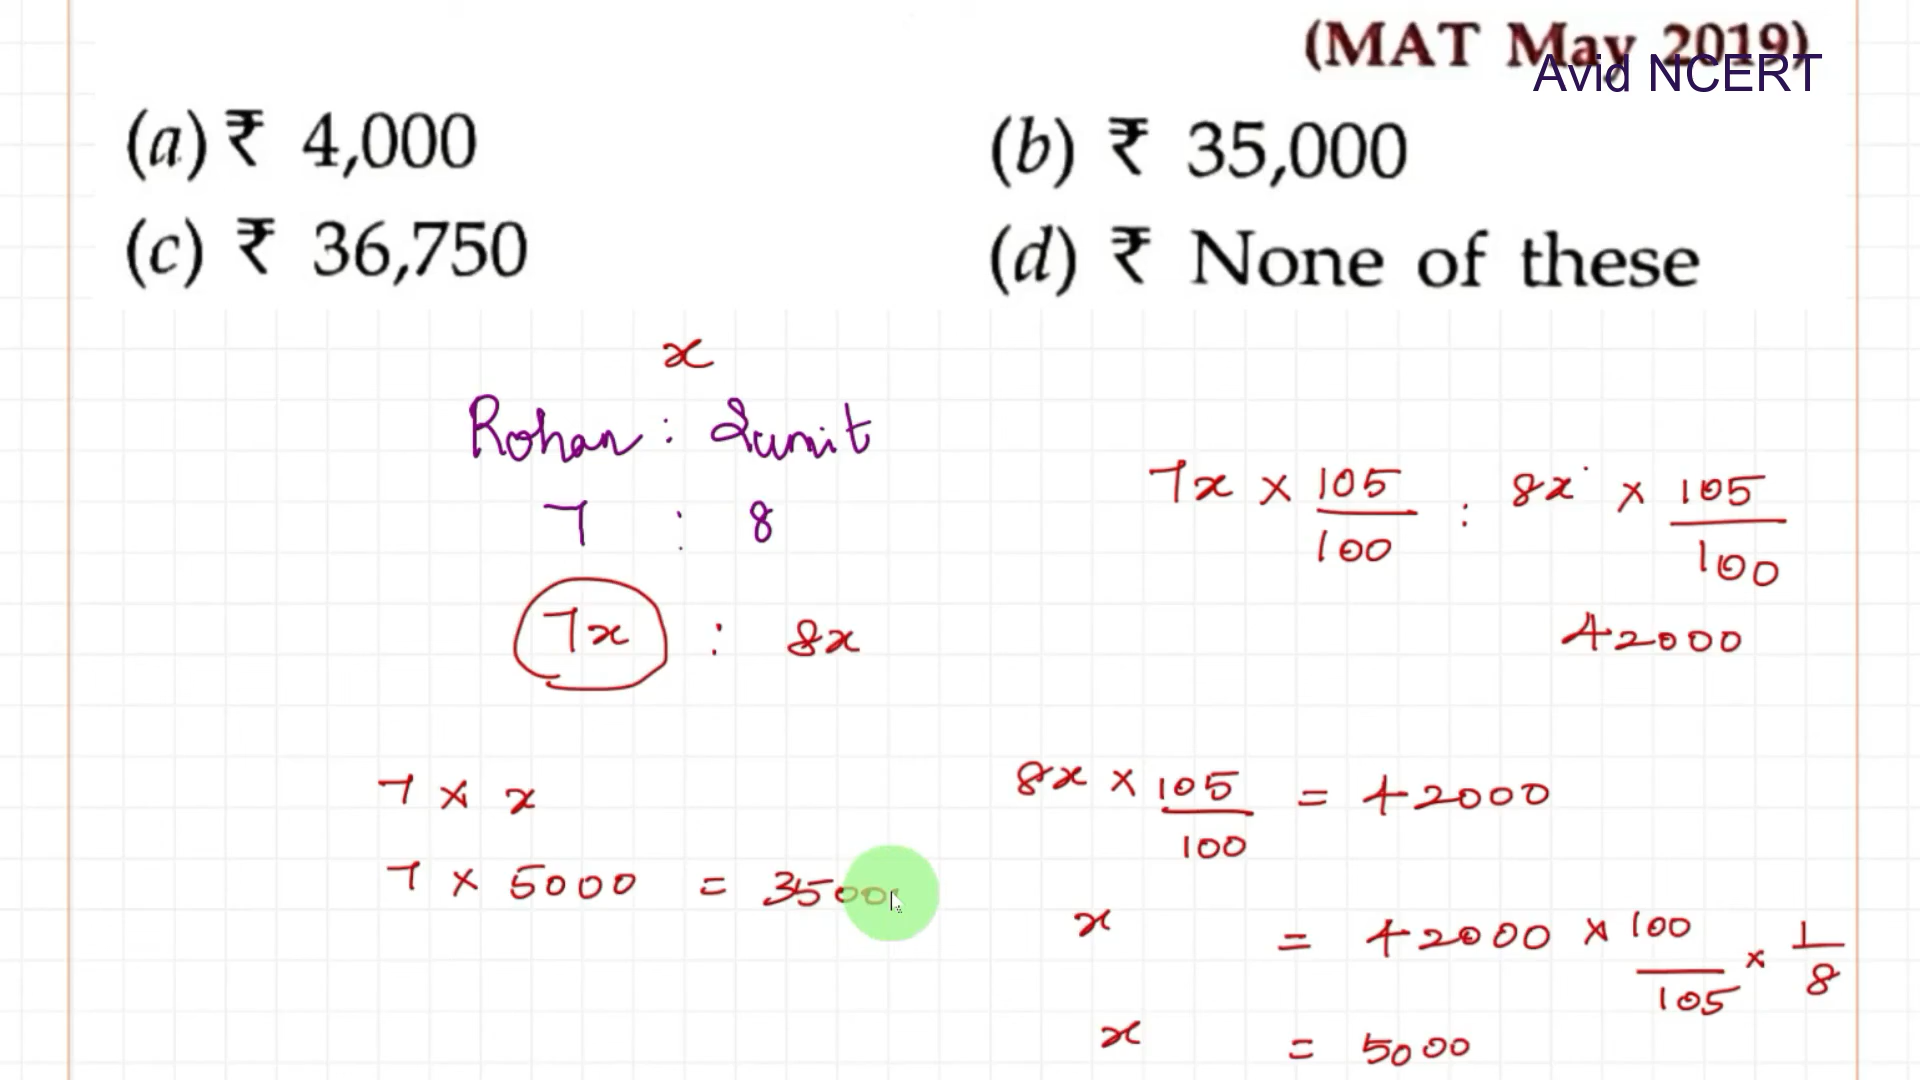 (MAT May 2019)
Avid NCERT
(a) ₹ 4,000
(b) ₹ 35,000
(c) ₹ 36,750
(d) ₹ None of these
x
Rohan : Sumit
7 : 8
7x : 8x
7x × 105/100 : 8x × 105/100
42000
7 × x
7 × 5000 = 35000
8x × 105/100 = 42000
x = 42000 × 100/105 × 1/8
x = 5000